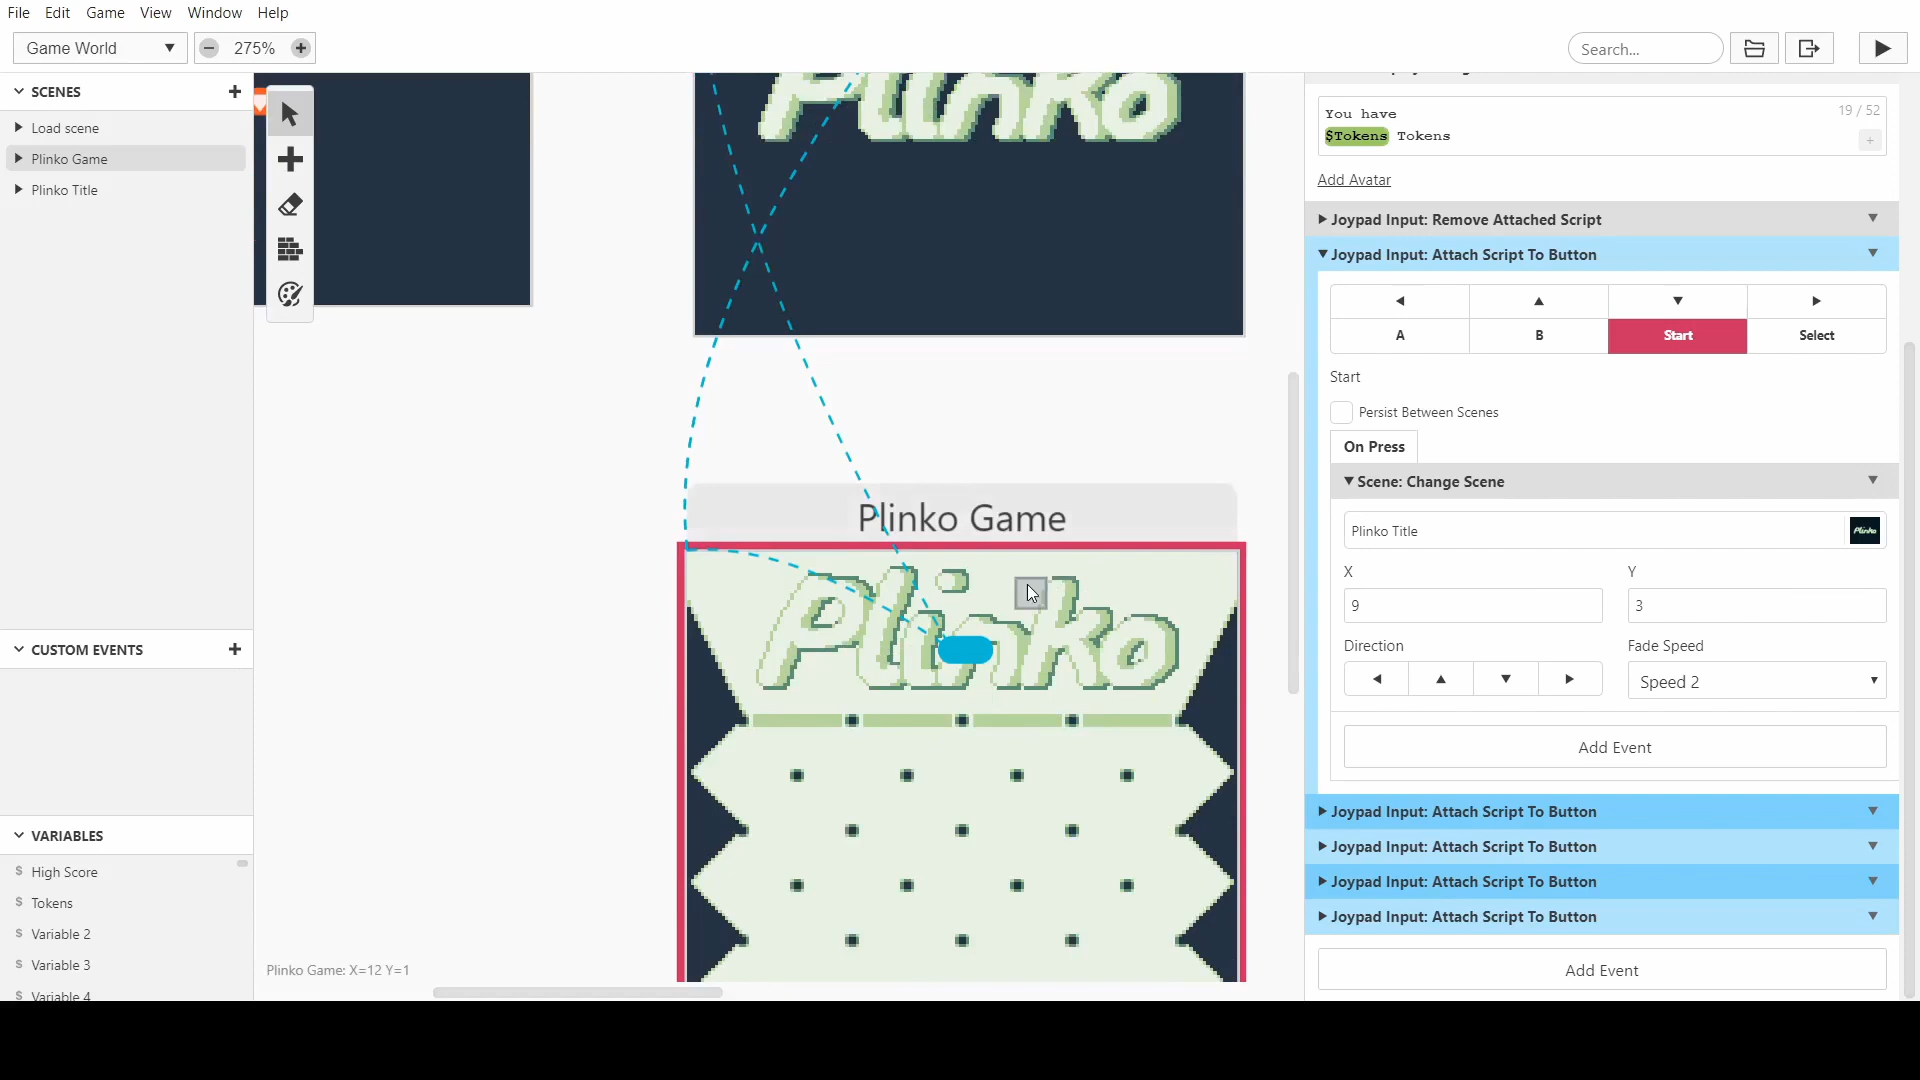 File Edit Game View Window Help
Game World
275%
Search...
SCENES
Load scene
Plinko Game
Plinko Title
CUSTOM EVENTS
VARIABLES
$ High Score
$ Tokens
$ Variable 2
$ Variable 3
$ Variable 4
Plinko
Plinko Game
Plinko
Plinko Game: X=12 Y=1
You have
19 / 52
$Tokens Tokens
Add Avatar
Joypad Input: Remove Attached Script
Joypad Input: Attach Script To Button
A B Start Select
Start
Persist Between Scenes
On Press
Scene: Change Scene
Plinko Title
Plinko
X Y
9 3
Direction Fade Speed
Speed 2
Add Event
Joypad Input: Attach Script To Button
Joypad Input: Attach Script To Button
Joypad Input: Attach Script To Button
Joypad Input: Attach Script To Button
Add Event